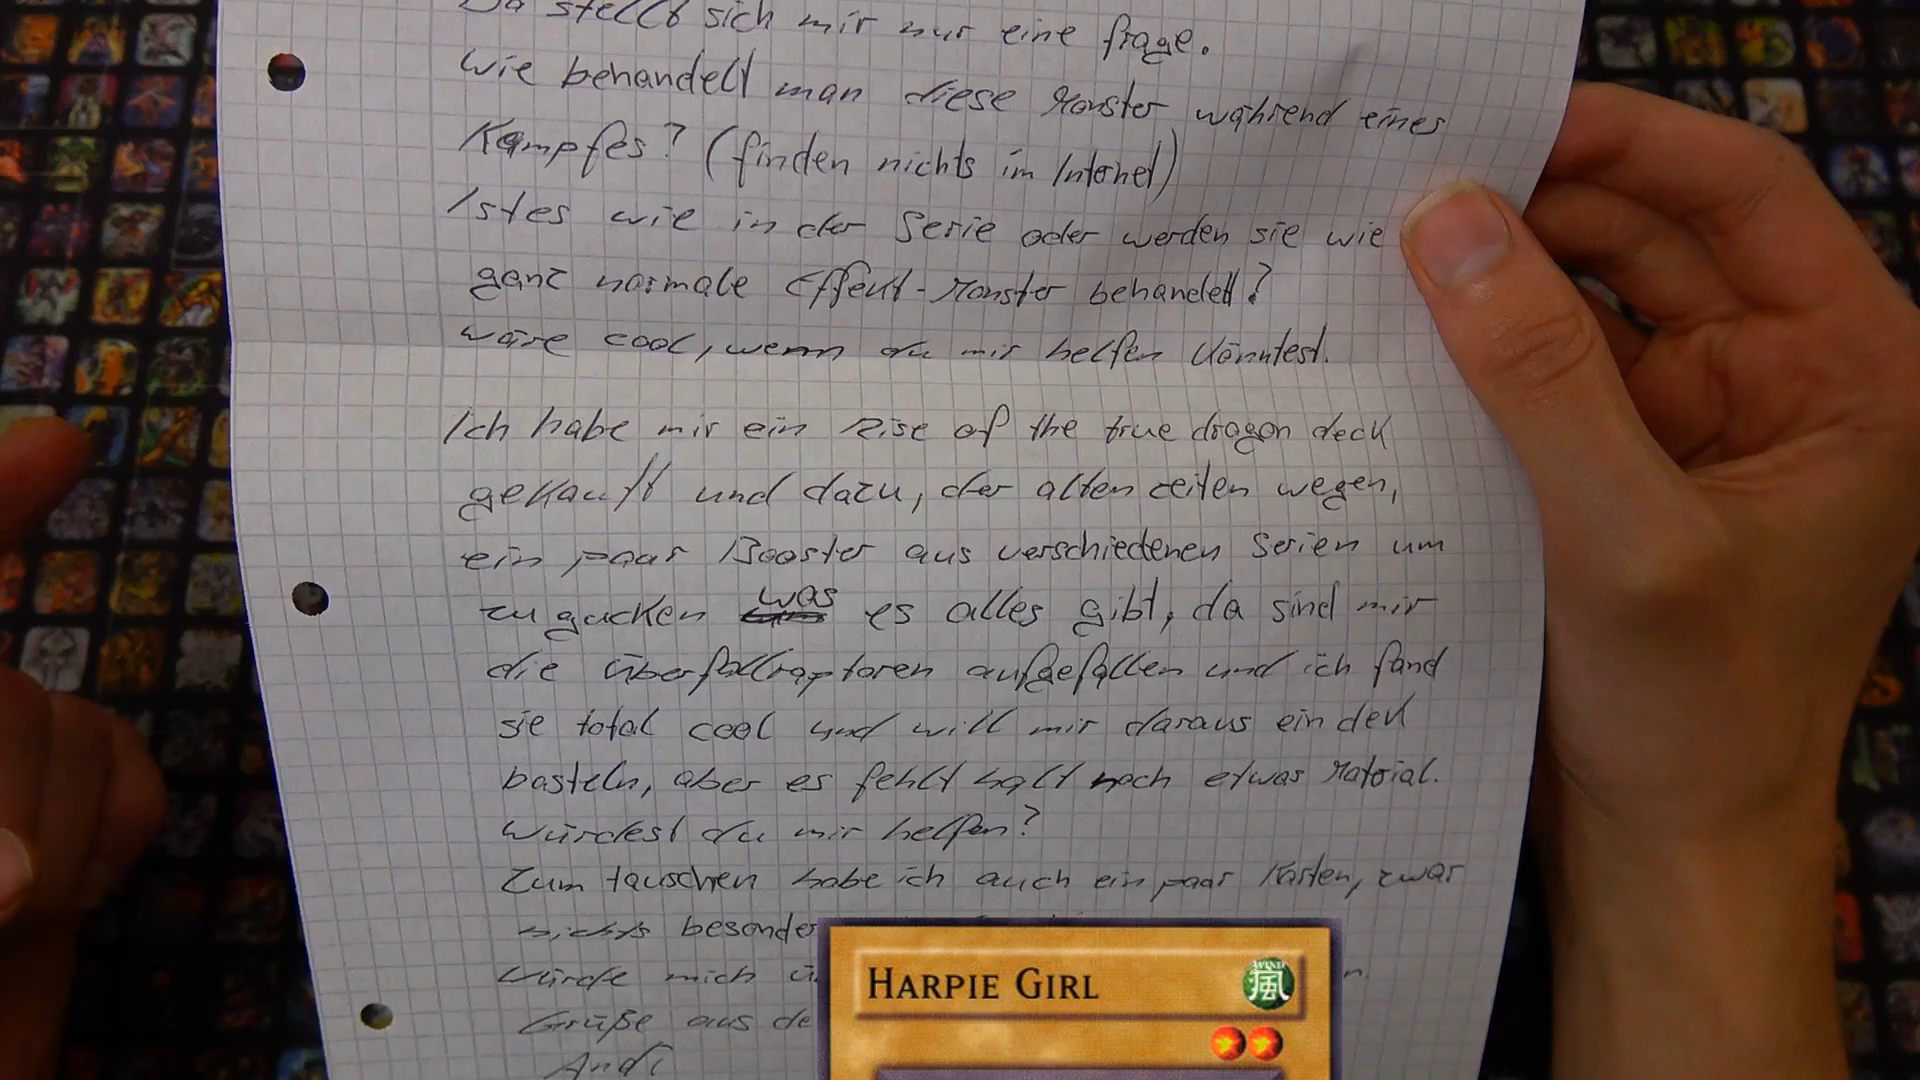 Da stellt sich mir nur eine frage.
Wie behandelt man diese Monster während eines
Kampfes? (finden nichts im Internet)
Ist es wie in der Serie oder werden sie wie
ganz normale Effekt-Monster behandelt?
wäre cool, wenn du mir helfen könntest.
Ich habe mir ein Rise of the true dragon deck
gekauft und dazu, der alten zeiten wegen,
ein paar Booster aus verschiedenen Serien um
zu gucken was es alles gibt, da sind mir
die überfallraptoren aufgefallen und ich fand
sie total cool und will mir daraus ein deck
basteln, aber es fehlt halt noch etwas Material.
Würdest du mir helfen?
Zum tauschen habe ich auch ein paar Karten, zwar
nichts besonder
Würde mich
Grüße aus de
Andi
HARPIE GIRL
WIND
風